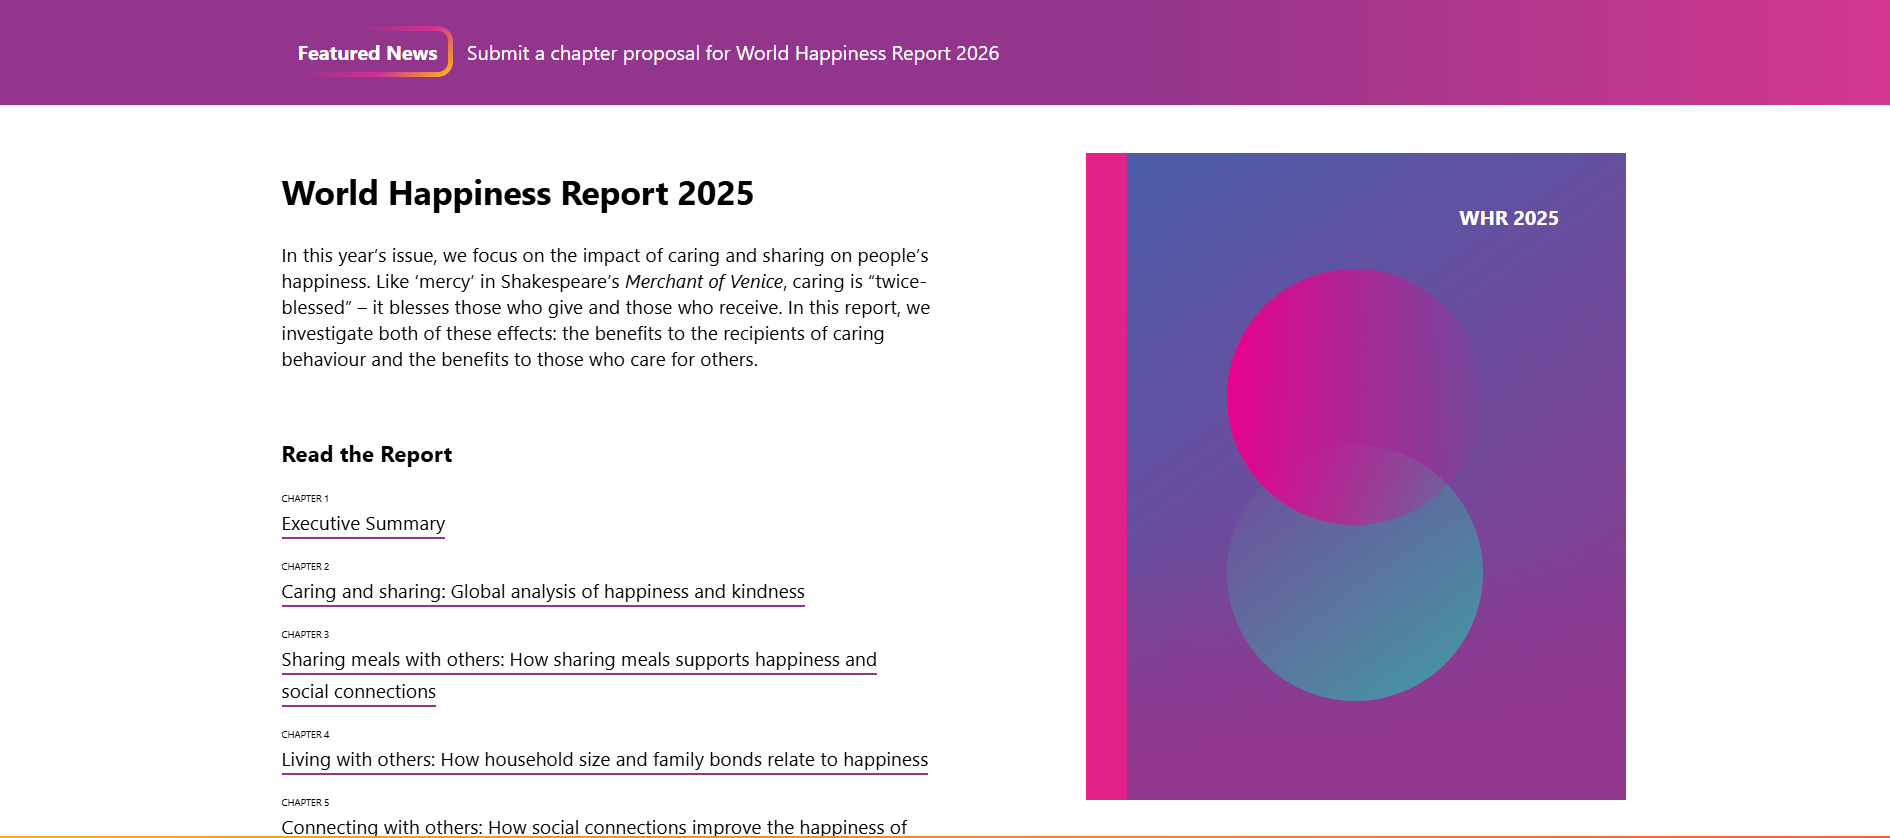 Featured News Submit a chapter proposal for World Happiness Report 2026
World Happiness Report 2025
In this year’s issue, we focus on the impact of caring and sharing on people’s
happiness. Like ‘mercy’ in Shakespeare’s Merchant of Venice, caring is “twice-
blessed” – it blesses those who give and those who receive. In this report, we
investigate both of these effects: the benefits to the recipients of caring
behaviour and the benefits to those who care for others.
Read the Report
CHAPTER 1
Executive Summary
CHAPTER 2
Caring and sharing: Global analysis of happiness and kindness
CHAPTER 3
Sharing meals with others: How sharing meals supports happiness and
social connections
CHAPTER 4
Living with others: How household size and family bonds relate to happiness
CHAPTER 5
Connecting with others: How social connections improve the happiness of
WHR 2025